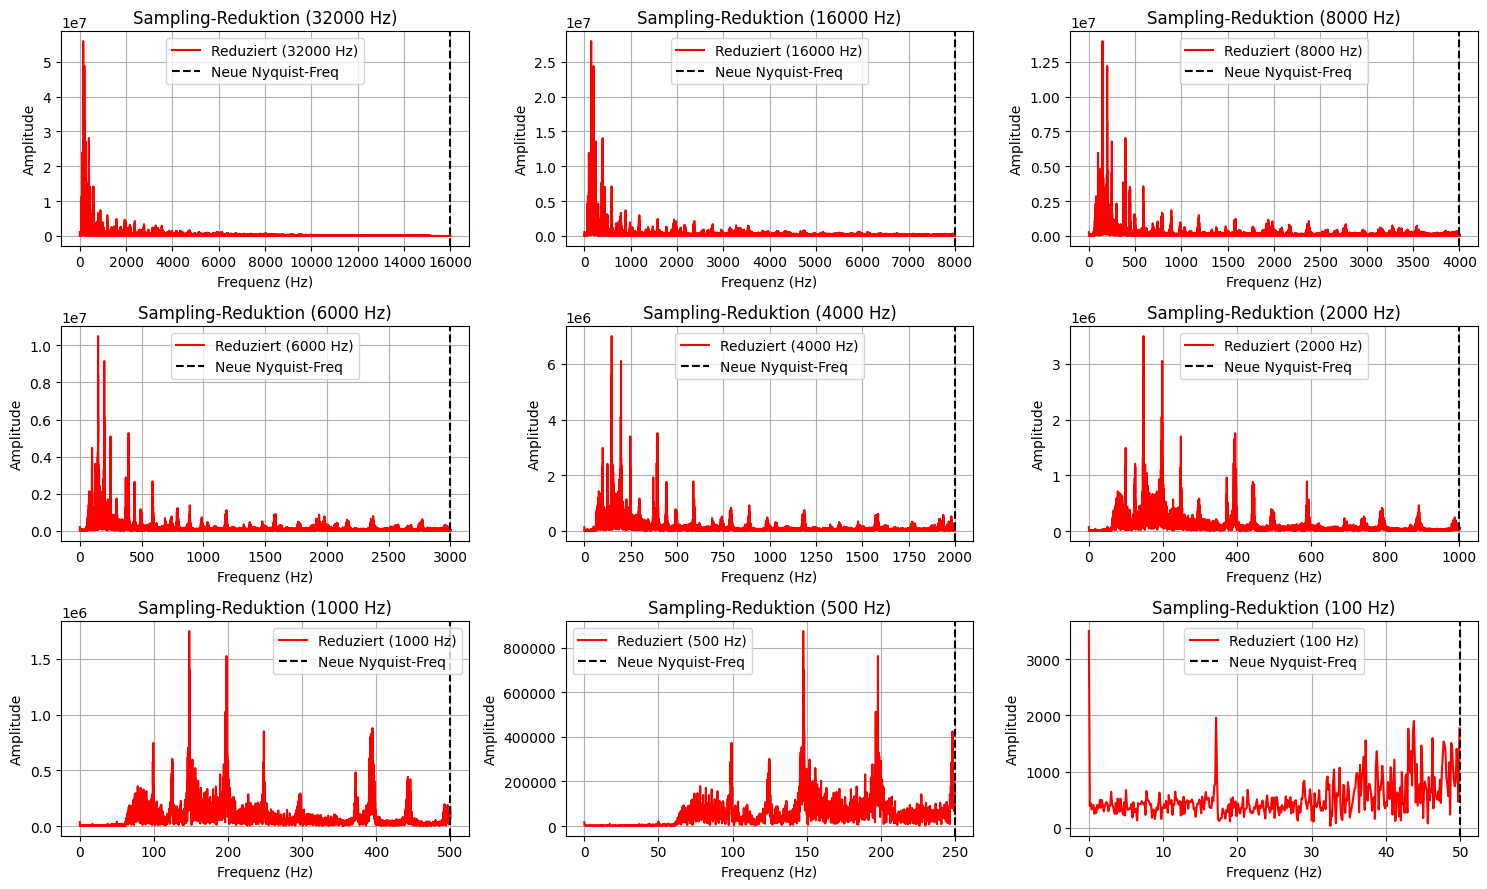 Sampling-Reduktion (32000 Hz)
1e7
Reduziert (32000 Hz)
Neue Nyquist-Freq
Amplitude
5
4
3
2
1
0
0 2000 4000 6000 8000 10000 12000 14000 16000
Frequenz (Hz)
Sampling-Reduktion (16000 Hz)
1e7
Reduziert (16000 Hz)
Neue Nyquist-Freq
Amplitude
2.5
2.0
1.5
1.0
0.5
0.0
0 1000 2000 3000 4000 5000 6000 7000 8000
Frequenz (Hz)
Sampling-Reduktion (8000 Hz)
1e7
Reduziert (8000 Hz)
Neue Nyquist-Freq
Amplitude
1.25
1.00
0.75
0.50
0.25
0.00
0 500 1000 1500 2000 2500 3000 3500 4000
Frequenz (Hz)
Sampling-Reduktion (6000 Hz)
1e7
Reduziert (6000 Hz)
Neue Nyquist-Freq
Amplitude
1.0
0.8
0.6
0.4
0.2
0.0
0 500 1000 1500 2000 2500 3000
Frequenz (Hz)
Sampling-Reduktion (4000 Hz)
1e6
Reduziert (4000 Hz)
Neue Nyquist-Freq
Amplitude
6
4
2
0
0 250 500 750 1000 1250 1500 1750 2000
Frequenz (Hz)
Sampling-Reduktion (2000 Hz)
1e6
Reduziert (2000 Hz)
Neue Nyquist-Freq
Amplitude
3
2
1
0
0 200 400 600 800 1000
Frequenz (Hz)
Sampling-Reduktion (1000 Hz)
1e6
Reduziert (1000 Hz)
Neue Nyquist-Freq
Amplitude
1.5
1.0
0.5
0.0
0 100 200 300 400 500
Frequenz (Hz)
Sampling-Reduktion (500 Hz)
Reduziert (500 Hz)
Neue Nyquist-Freq
Amplitude
800000
600000
400000
200000
0
0 50 100 150 200 250
Frequenz (Hz)
Sampling-Reduktion (100 Hz)
Reduziert (100 Hz)
Neue Nyquist-Freq
Amplitude
3000
2000
1000
0
0 10 20 30 40 50
Frequenz (Hz)